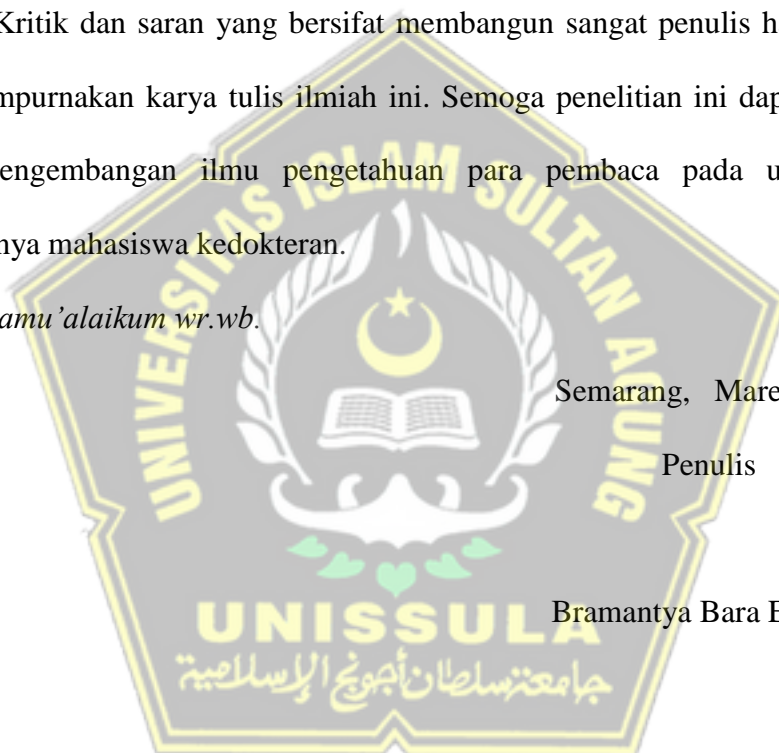 Kritik dan saran yang bersifat membangun sangat penulis h
mpurnakan karya tulis ilmiah ini. Semoga penelitian ini dap
engembangan ilmu pengetahuan para pembaca pada u
nya mahasiswa kedokteran.
amu’alaikum wr.wb.
Semarang, Mare
Penulis
Bramantya Bara E
UNIVERSITAS ISLAM SULTAN AGUNG
UNISSULA
جامعترسلطان أجونج الإسلامية